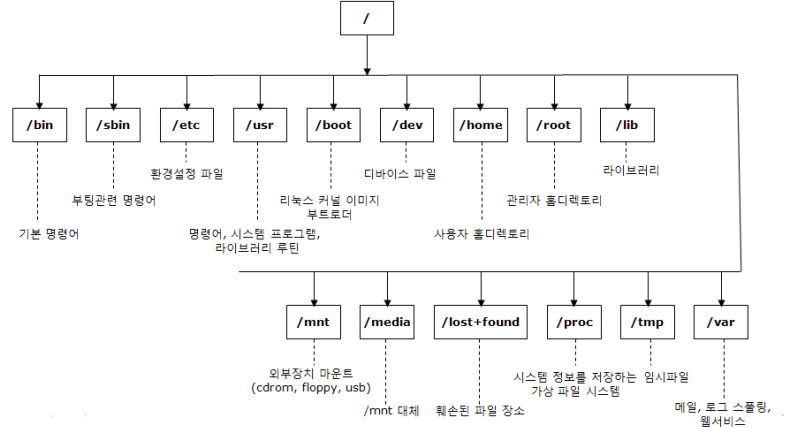 /
/bin
/sbin
/etc
/usr
/boot
/dev
/home
/root
/lib
라이브러리
환경설정 파일
디바이스 파일
부팅관련 명령어
리눅스 커널 이미지
부트로더
관리자 홈디렉토리
기본 명령어
명령어, 시스템 프로그램,
라이브러리 루틴
사용자 홈디렉토리
/mnt
/media
/lost+found
/proc
/tmp
/var
외부장치 마운트
(cdrom, floppy, usb)
시스템 정보를 저장하는
가상 파일 시스템
임시파일
/mnt 대체
훼손된 파일 장소
메일, 로그 스풀링,
웹서비스